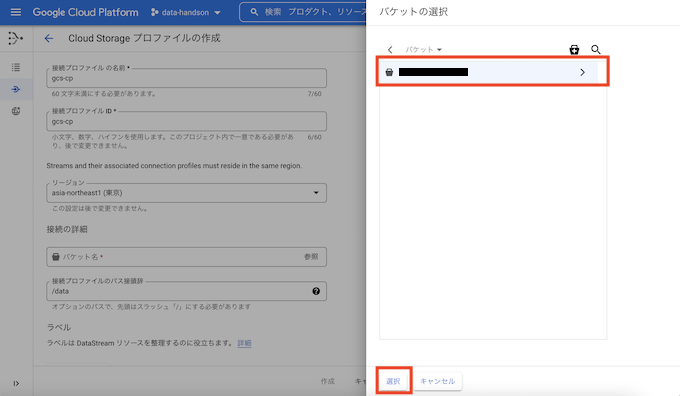 Google Cloud Platform
data-handson
検索 プロダクト、リソース
Cloud Storage プロファイルの作成
接続プロファイル の名前 *
gcs-cp
60 文字未満にする必要があります。
7/60
接続プロファイル ID *
gcs-cp
小文字、数字、ハイフンを使用します。このプロジェクト内で一意である必要があ
り、後で変更できません。
6/60
Streams and their associated connection profiles must reside in the same region.
リージョン
asia-northeast1 (東京)
この設定は後で変更できません。
接続の詳細
バケット名 *
参照
接続プロファイルのパス接頭辞
/data
オプションのパスで、先頭はスラッシュ「/」にする必要があります
ラベル
ラベルは DataStream リソースを整理するのに役立ちます。 詳細
作成
キャ
バケットの選択
バケット
選択
キャンセル